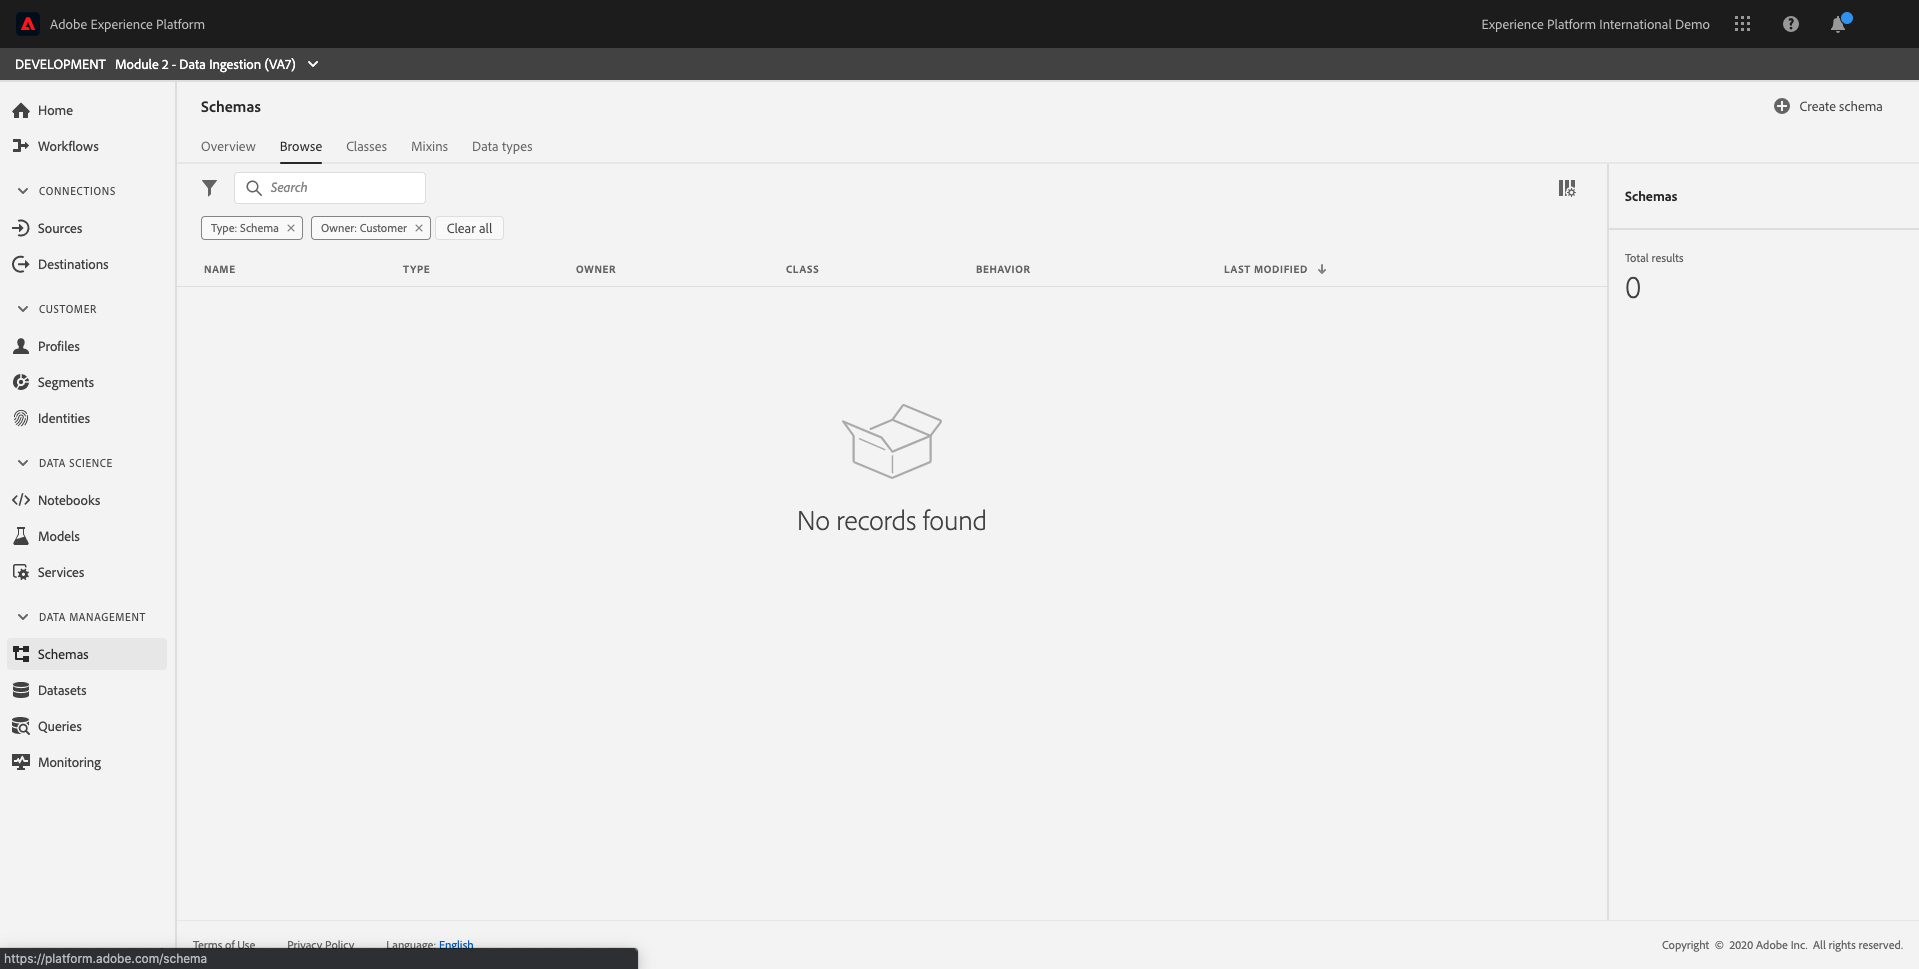 Adobe Experience Platform
Experience Platform International Demo
DEVELOPMENT Module 2 - Data Ingestion (VA7)
Home
Workflows
CONNECTIONS
Sources
Destinations
CUSTOMER
Profiles
Segments
Identities
DATA SCIENCE
Notebooks
Models
Services
DATA MANAGEMENT
Schemas
Datasets
Queries
Monitoring
Schemas
Create schema
Overview Browse Classes Mixins Data types
Search
Type: Schema Owner: Customer Clear all
NAME TYPE OWNER CLASS BEHAVIOR LAST MODIFIED
No records found
Schemas
Total results
0
Terms of Use Privacy Policy Language: English
Copyright © 2020 Adobe Inc. All rights reserved.
https://platform.adobe.com/schema